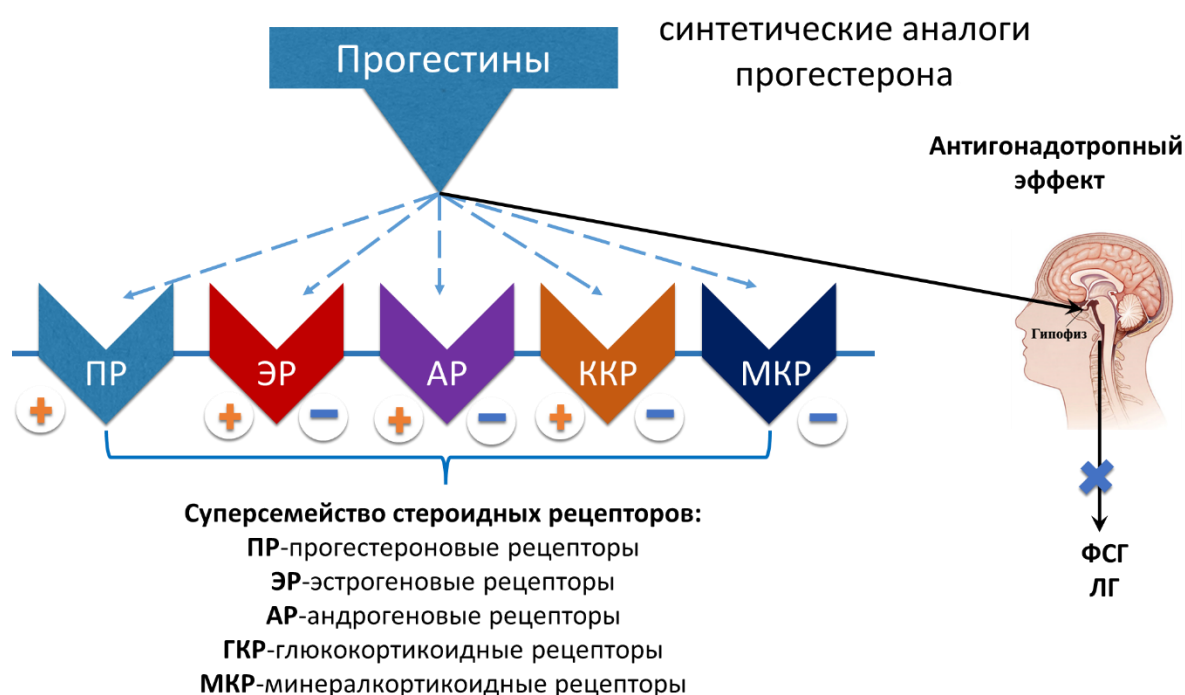 Прогестины
синтетические аналоги
прогестерона
Антигонадотропный
эффект
Гипофиз
ПР
ЭР
АР
ККР
МКР
ФСГ
ЛГ
Суперсемейство стероидных рецепторов:
ПР-прогестероновые рецепторы
ЭР-эстрогеновые рецепторы
АР-андрогеновые рецепторы
ГКР-глюкокортикоидные рецепторы
МКР-минералкортикоидные рецепторы